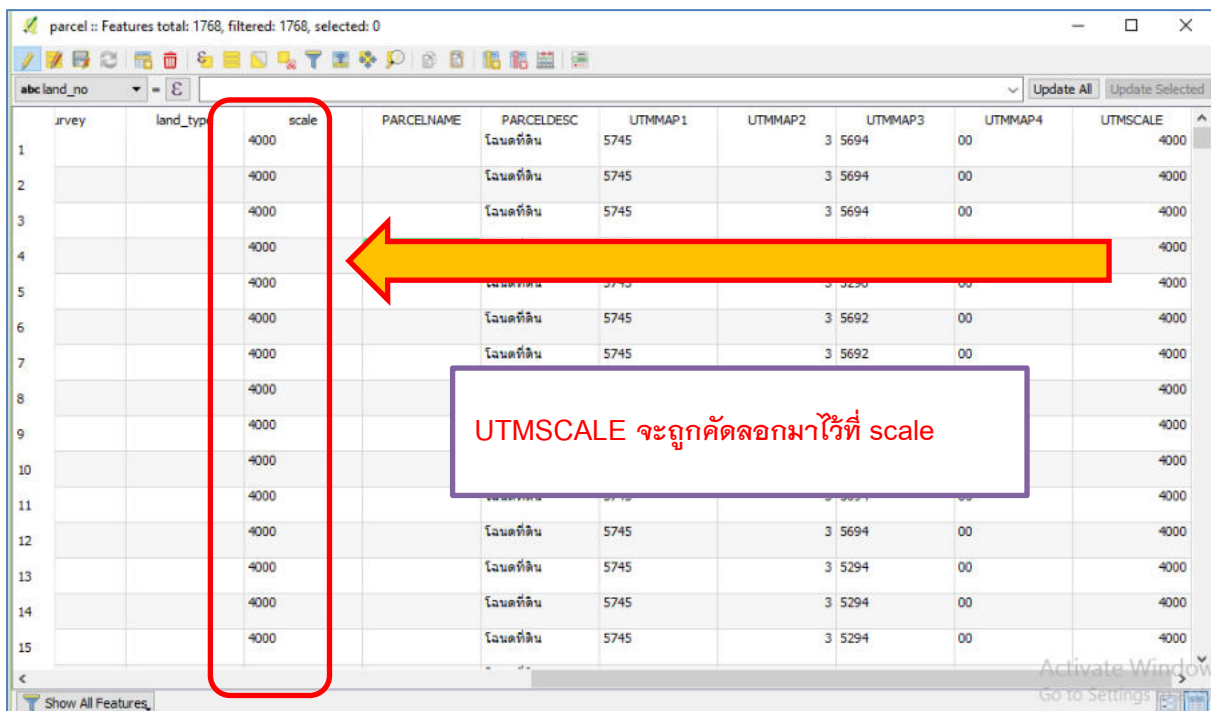 parcel :: Features total: 1768, filtered: 1768, selected: 0
abc land_no = ε Update All Update Selected
urvey land_type scale PARCELNAME PARCELDESC UTMMAP1 UTMMAP2 UTMMAP3 UTMMAP4 UTMSCALE
1 4000 โฉนดที่ดิน 5745 3 5694 00 4000
2 4000 โฉนดที่ดิน 5745 3 5694 00 4000
3 4000 โฉนดที่ดิน 5745 3 5694 00 4000
4 4000 4000
5 4000 4000
6 4000 โฉนดที่ดิน 5745 3 5692 00 4000
7 4000 โฉนดที่ดิน 5745 3 5692 00 4000
8 4000 4000
9 4000 4000
UTMSCALE จะถูกคัดลอกมาไว้ที่ scale
10 4000 4000
11 4000 4000
12 4000 โฉนดที่ดิน 5745 3 5694 00 4000
13 4000 โฉนดที่ดิน 5745 3 5294 00 4000
14 4000 โฉนดที่ดิน 5745 3 5294 00 4000
15 4000 โฉนดที่ดิน 5745 3 5294 00 4000
Activate Window
Show All Features Go to Settings